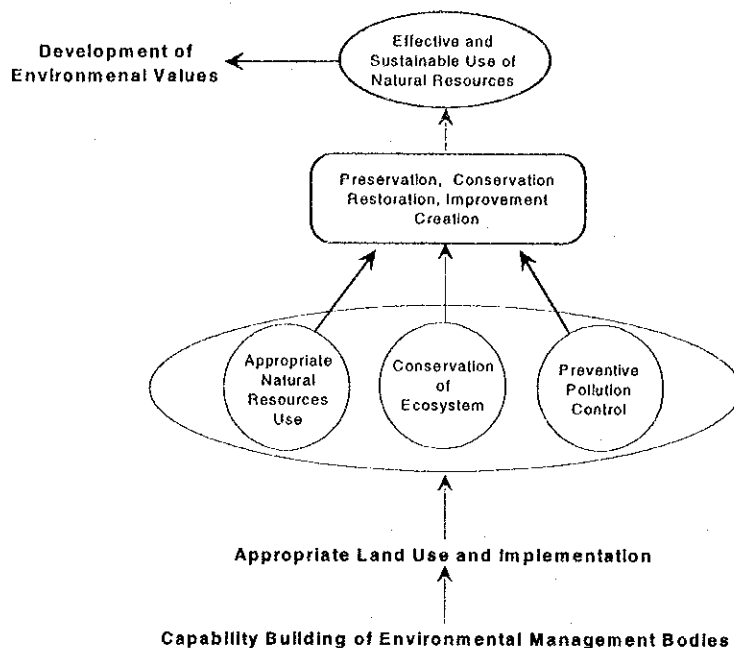 Development of
Environmenal Values
Effective and
Sustainable Use of
Natural Resources
Preservation, Conservation
Restoration, Improvement
Creation
Appropriate
Natural
Resources
Use
Conservation
of
Ecosystem
Preventive
Pollution
Control
Appropriate Land Use and Implementation
Capability Building of Environmental Management Bodies